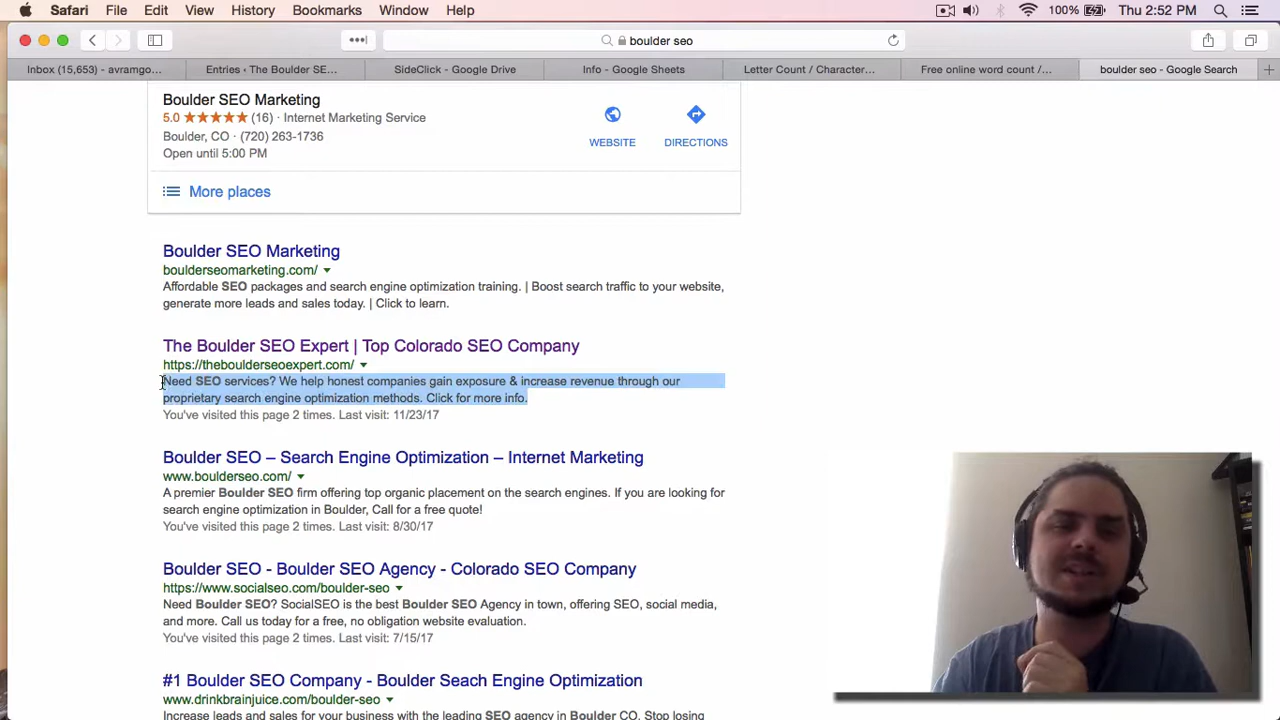 Safari File Edit View History Bookmarks Window Help 100% Thu 2:52 PM
boulder seo
Inbox (15,653) - avramgo... Entries • The Boulder SE... SideClick - Google Drive Info - Google Sheets Letter Count / Character... Free online word count /... boulder seo - Google Search
Boulder SEO Marketing
5.0 ★★★★★ (16) · Internet Marketing Service
Boulder, CO · (720) 263-1736
Open until 5:00 PM
WEBSITE DIRECTIONS
More places
Boulder SEO Marketing
boulderseomarketing.com/
Affordable SEO packages and search engine optimization training. | Boost search traffic to your website,
generate more leads and sales today. | Click to learn.
The Boulder SEO Expert | Top Colorado SEO Company
https://theboulderseoexpert.com/
Need SEO services? We help honest companies gain exposure & increase revenue through our
proprietary search engine optimization methods. Click for more info.
You've visited this page 2 times. Last visit: 11/23/17
Boulder SEO – Search Engine Optimization – Internet Marketing
www.boulderseo.com/
A premier Boulder SEO firm offering top organic placement on the search engines. If you are looking for
search engine optimization in Boulder, Call for a free quote!
You've visited this page 2 times. Last visit: 8/30/17
Boulder SEO - Boulder SEO Agency - Colorado SEO Company
https://www.socialseo.com/boulder-seo
Need Boulder SEO? SocialSEO is the best Boulder SEO Agency in town, offering SEO, social media,
and more. Call us today for a free, no obligation website evaluation.
You've visited this page 2 times. Last visit: 7/15/17
#1 Boulder SEO Company - Boulder Seach Engine Optimization
www.drinkbrainjuice.com/boulder-seo
Increase leads and sales for your business with the leading SEO agency in Boulder CO. Stop losing